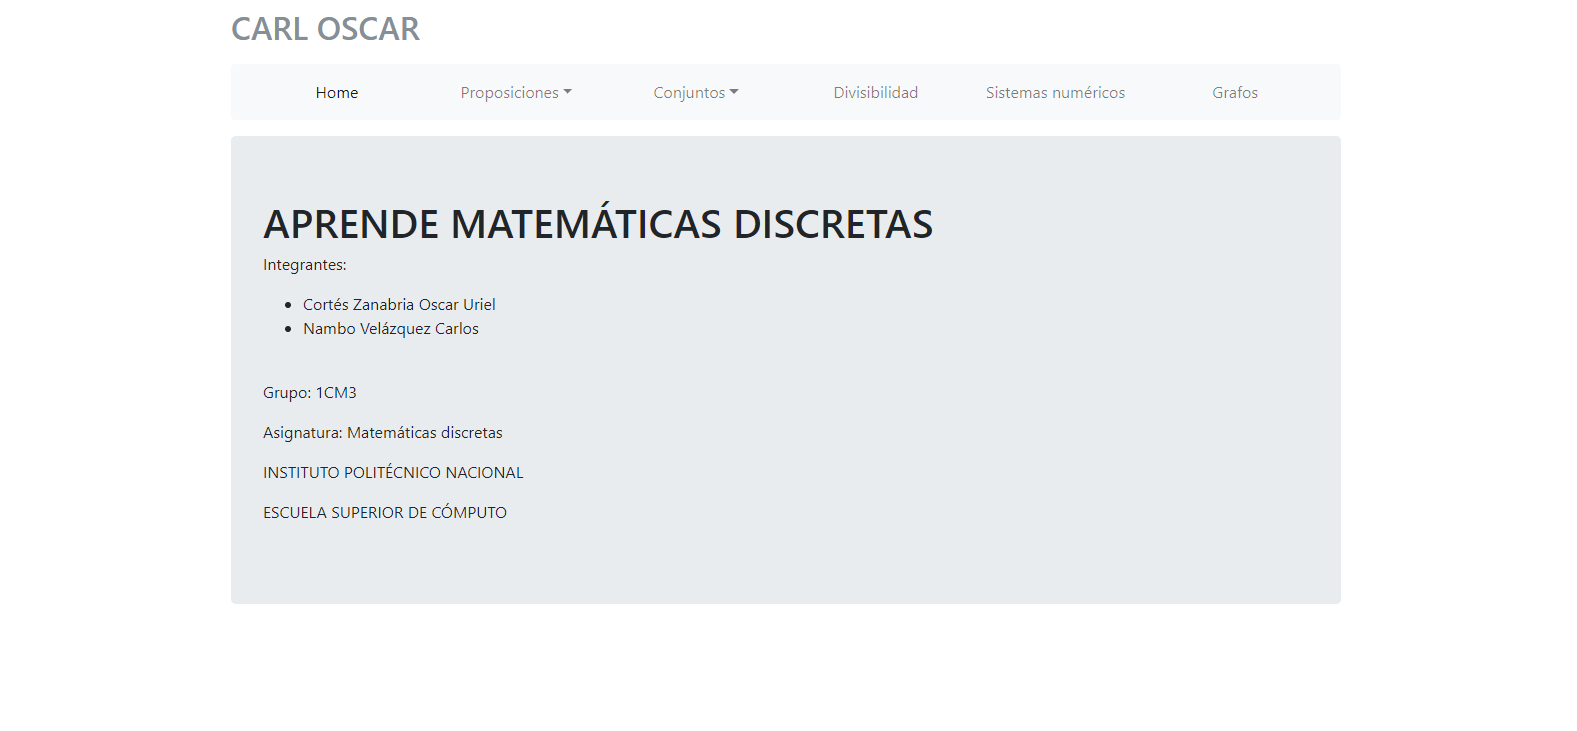 CARL OSCAR
Home Proposiciones Conjuntos Divisibilidad Sistemas numéricos Grafos
APRENDE MATEMÁTICAS DISCRETAS
Integrantes:
Cortés Zanabria Oscar Uriel
Nambo Velázquez Carlos
Grupo: 1CM3
Asignatura: Matemáticas discretas
INSTITUTO POLITÉCNICO NACIONAL
ESCUELA SUPERIOR DE CÓMPUTO